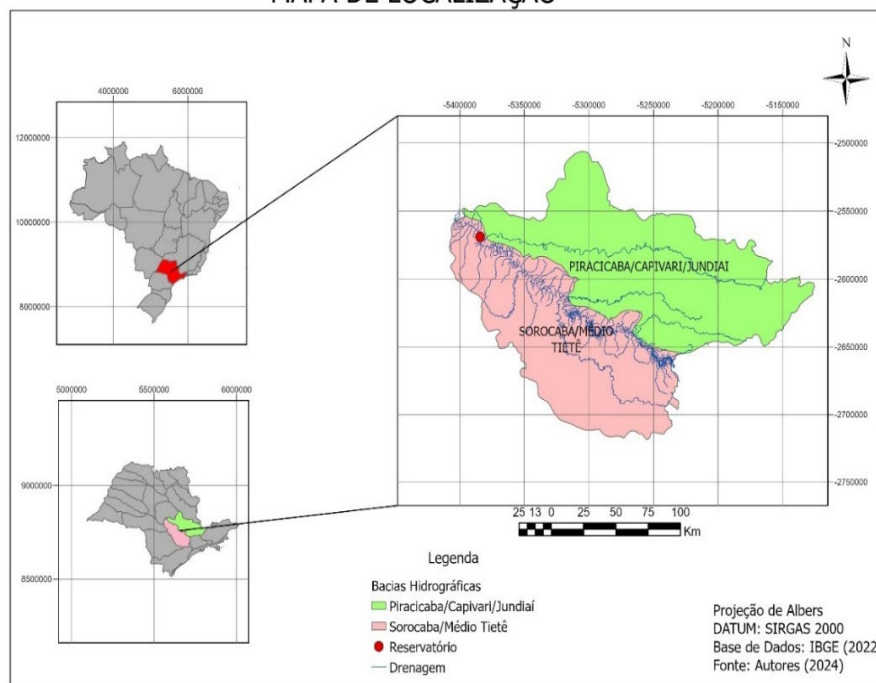 MAPA DE LOCALIZAÇÃO
N
4000000 6000000
12000000
10000000
8000000
-5400000 -5350000 -5300000 -5250000 -5200000 -5150000
-2500000
-2550000
-2600000
-2650000
-2700000
-2750000
PIRACICABA/CAPIVARI/JUNDIAI
SOROCABA/MÉDIO
TIETÊ
5000000 5500000 6000000
9000000
8500000
25 13 0 25 50 75 100
Km
Legenda
Bacias Hidrográficas
Piracicaba/Capivari/Jundiaí
Sorocaba/Médio Tietê
Reservatório
Drenagem
Projeção de Albers
DATUM: SIRGAS 2000
Base de Dados: IBGE (2022
Fonte: Autores (2024)